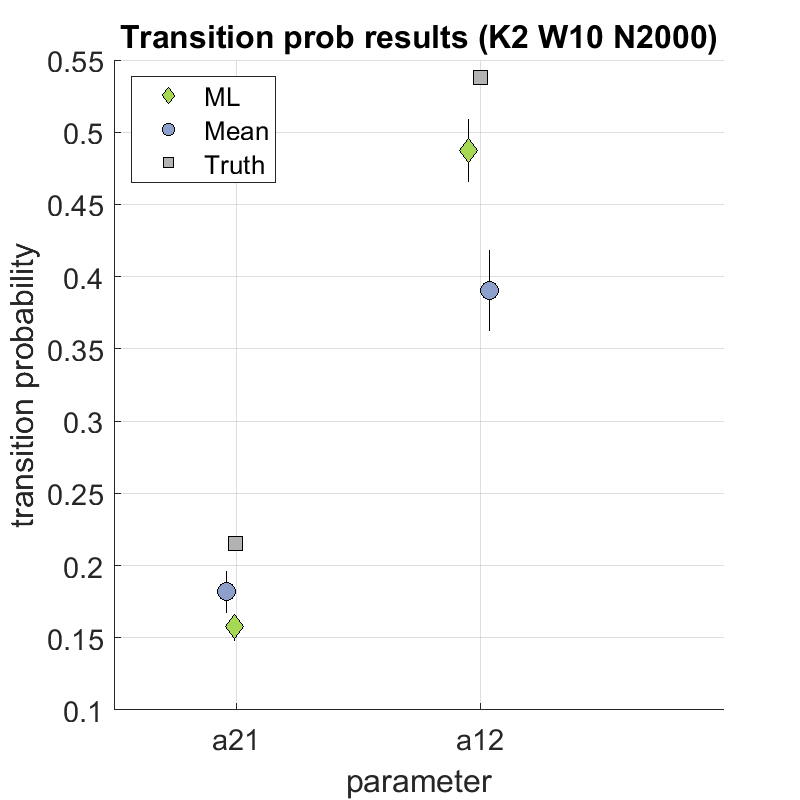 Transition prob results (K2 W10 N2000)
ML
Mean
Truth
0.55
0.5
0.45
0.4
0.35
0.3
0.25
0.2
0.15
0.1
transition probability
a21
a12
parameter